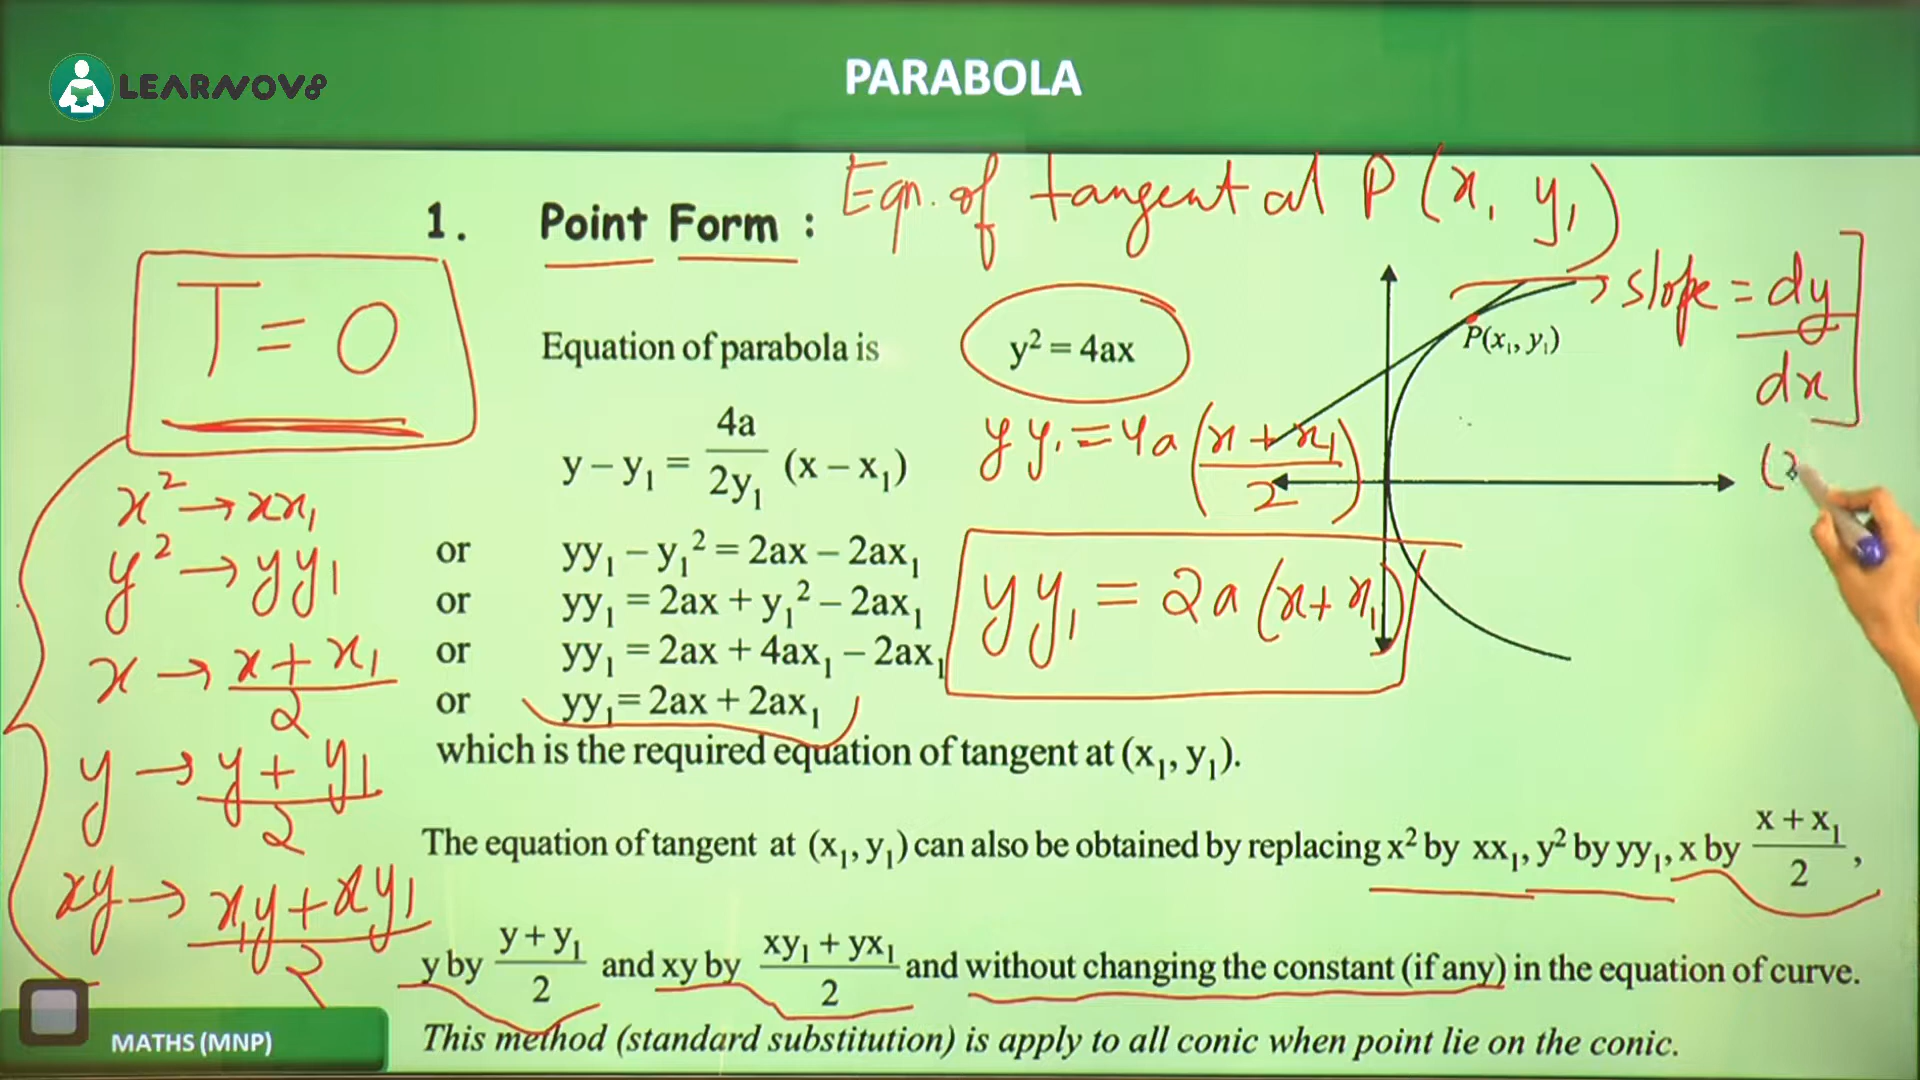 LEARNOV8
PARABOLA
1. Point Form : Eqn. of tangent at P(x, y₁)
T = 0
slope = dy/dx
Equation of parabola is y² = 4ax
P(x₁, y₁)
y – y₁ = 4a/2y₁ (x – x₁)
yy₁ = 4a (x + x₁/2)
(
x² → xx₁
y² → yy₁
x → x + x₁/2
y → y + y₁/2
xy → x₁y + xy₁/2
or yy₁ – y₁² = 2ax – 2ax₁
or yy₁ = 2ax + y₁² – 2ax₁
or yy₁ = 2ax + 4ax₁ – 2ax₁
or yy₁ = 2ax + 2ax₁
yy₁ = 2a (x + x₁)
which is the required equation of tangent at (x₁, y₁).
The equation of tangent at (x₁, y₁) can also be obtained by replacing x² by xx₁, y² by yy₁, x by x + x₁/2 ,
y by y + y₁/2 and xy by xy₁ + yx₁/2 and without changing the constant (if any) in the equation of curve.
This method (standard substitution) is apply to all conic when point lie on the conic.
MATHS (MNP)